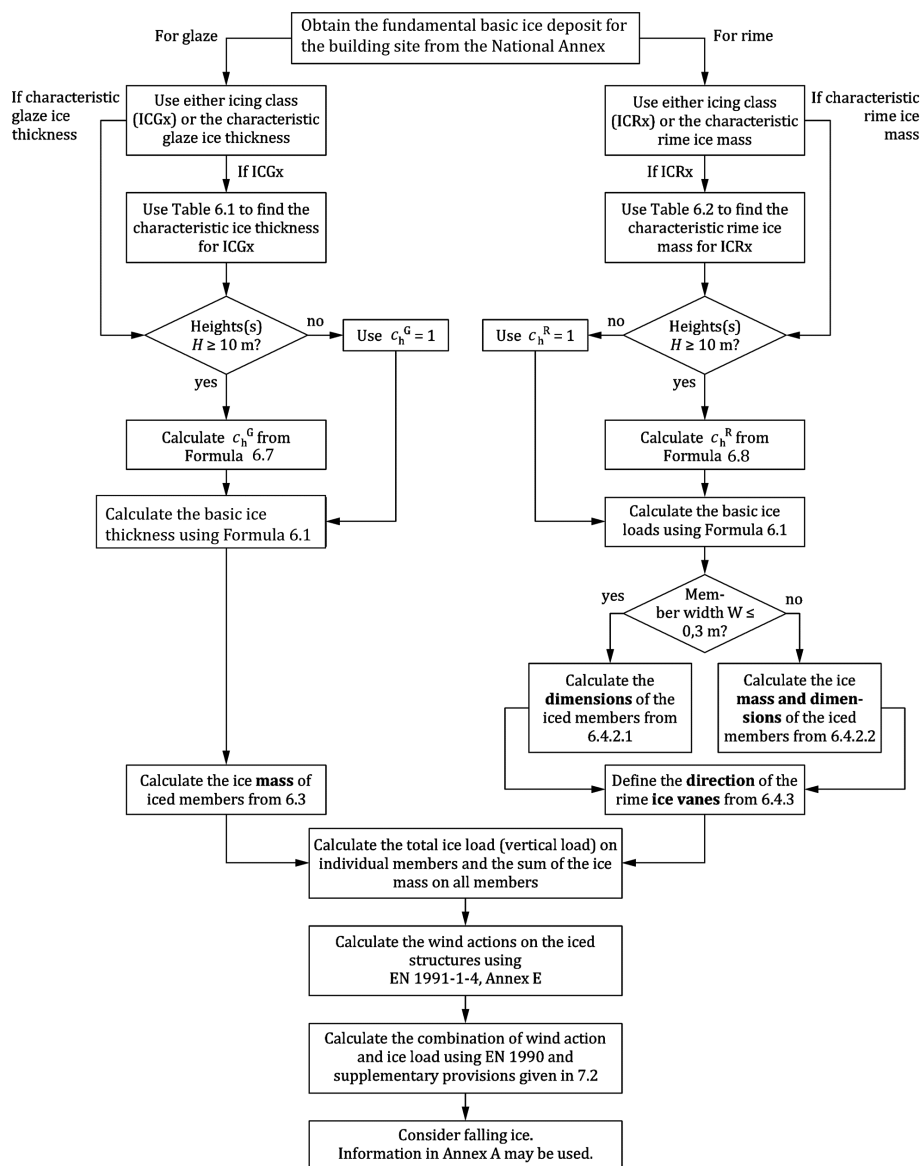 Obtain the fundamental basic ice deposit for
the building site from the National Annex
For glaze
For rime
If characteristic
glaze ice
thickness
Use either icing class
(ICGx) or the characteristic
glaze ice thickness
Use either icing class
(ICRx) or the characteristic
rime ice mass
If characteristic
rime ice
mass
If ICGx
If ICRx
Use Table 6.1 to find the
characteristic ice thickness
for ICGx
Use Table 6.2 to find the
characteristic rime ice
mass for ICRx
Heights(s)
H ≥ 10 m?
no
Use c_h^G = 1
Use c_h^R = 1
no
Heights(s)
H ≥ 10 m?
yes
yes
Calculate c_h^G from
Formula 6.7
Calculate c_h^R from
Formula 6.8
Calculate the basic ice
thickness using Formula 6.1
Calculate the basic ice
loads using Formula 6.1
yes
Mem-
ber width W ≤
0,3 m?
no
Calculate the
dimensions of the
iced members from
6.4.2.1
Calculate the ice
mass and dimen-
sions of the iced
members from 6.4.2.2
Calculate the ice mass of
iced members from 6.3
Define the direction of the
rime ice vanes from 6.4.3
Calculate the total ice load (vertical load) on
individual members and the sum of the ice
mass on all members
Calculate the wind actions on the iced
structures using
EN 1991-1-4, Annex E
Calculate the combination of wind action
and ice load using EN 1990 and
supplementary provisions given in 7.2
Consider falling ice.
Information in Annex A may be used.